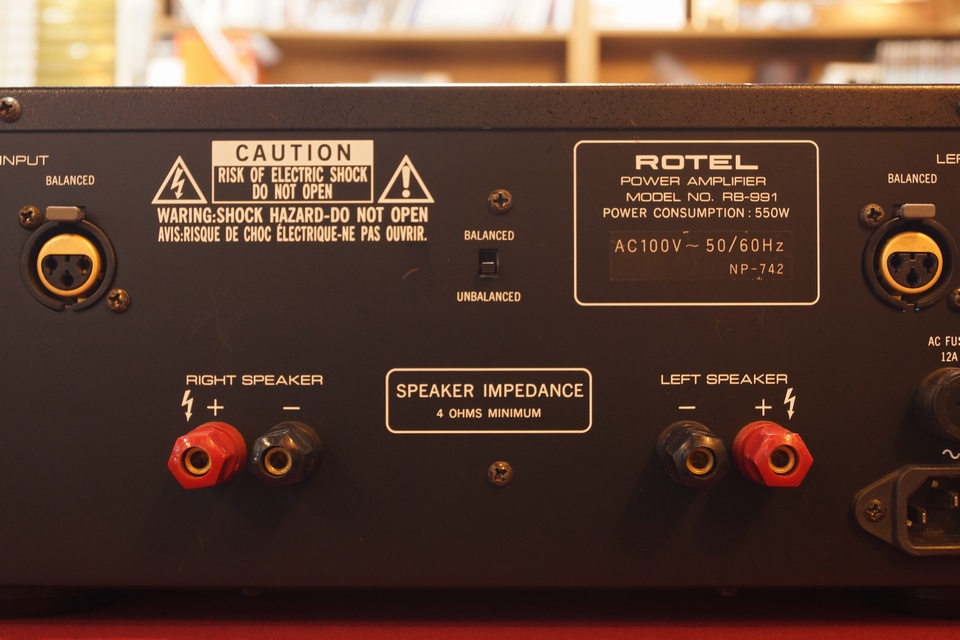 INPUT
BALANCED
CAUTION
RISK OF ELECTRIC SHOCK
DO NOT OPEN
WARING:SHOCK HAZARD-DO NOT OPEN
AVIS:RISQUE DE CHOC ÉLECTRIQUE-NE PAS OUVRIR.
BALANCED
UNBALANCED
ROTEL
POWER AMPLIFIER
MODEL NO. RB-991
POWER CONSUMPTION : 550W
AC100V~50/60Hz
NP-742
BALANCED
AC FUS
12A
RIGHT SPEAKER
+ −
SPEAKER IMPEDANCE
4 OHMS MINIMUM
LEFT SPEAKER
− +